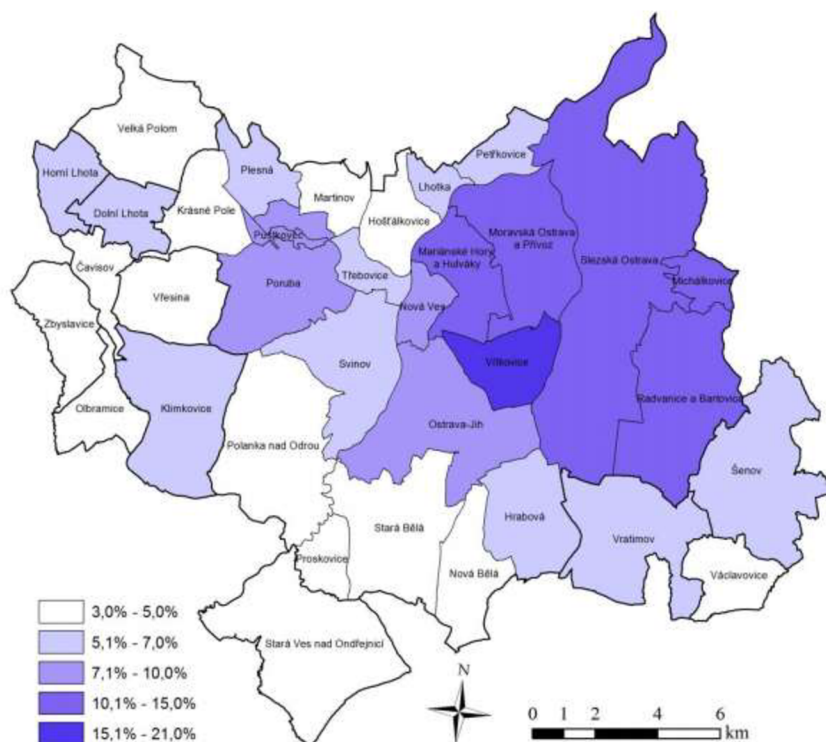 Velká Polom
Horní Lhota
Plesná
Petřkovice
Dolní Lhota
Krásné Pole
Martinov
Lhotka
Hošťálkovice
Pustkovec
Moravská Ostrava
a Přívoz
Mariánské Hory
a Hulváky
Slezská Ostrava
Čavisov
Třebovice
Michálkovice
Vřesina
Poruba
Nová Ves
Zbyslavice
Svinov
Vítkovice
Olbramice
Klimkovice
Radvanice a Bartovice
Ostrava-Jih
Polanka nad Odrou
Šenov
Hrabová
Stará Bělá
Vratimov
Proskovice
Nová Bělá
Václavovice
Stará Ves nad Ondřejnicí
3,0% - 5,0%
5,1% - 7,0%
7,1% - 10,0%
10,1% - 15,0%
15,1% - 21,0%
N
0 1 2 4 6
km